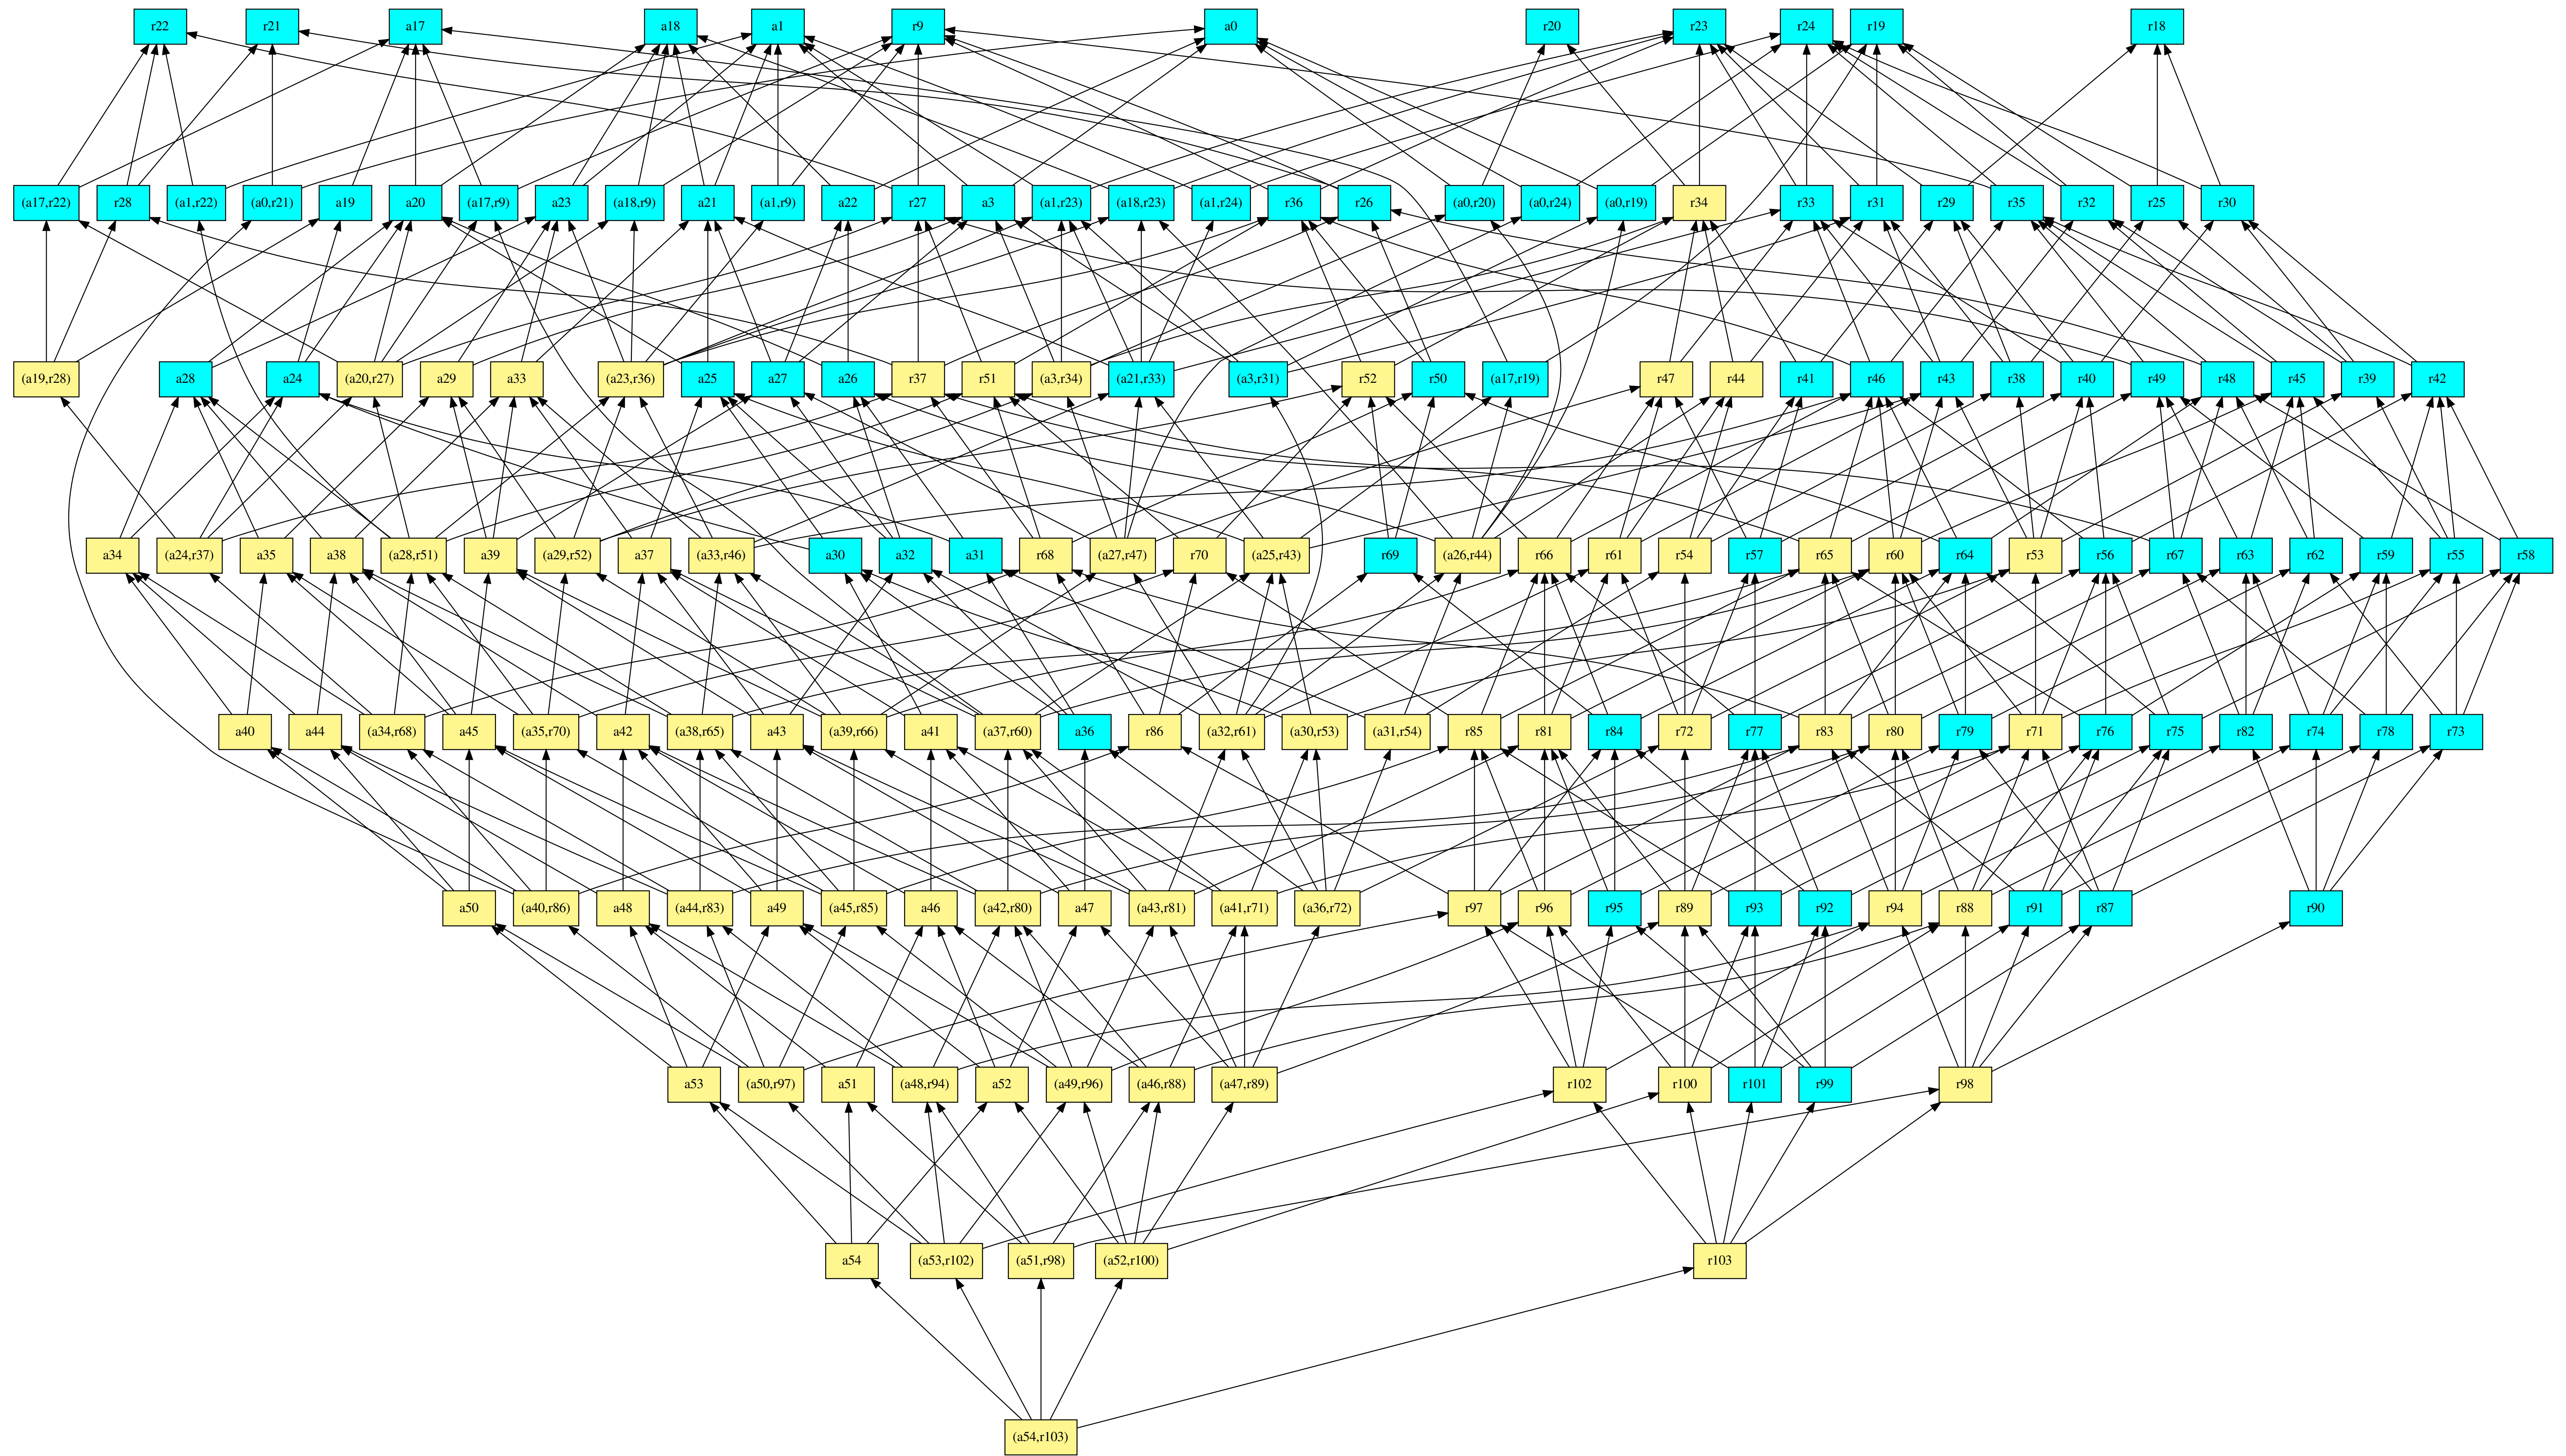 r22 r21 a17 a18 a1 r9 a0 r20 r23 r24 r19 r18
(a17,r22) r28 (a1,r22) (a0,r21) a19 a20 (a17,r9) a23 (a18,r9) a21 (a1,r9) a22 r27 a3 (a1,r23) (a18,r23) (a1,r24) r36 r26 (a0,r20) (a0,r24) (a0,r19) r34 r33 r31 r29 r35 r32 r25 r30
(a19,r28) a28 a24 (a20,r27) a29 a33 (a23,r36) a25 a27 a26 r37 r51 (a3,r34) (a21,r33) (a3,r31) r52 r50 (a17,r19) r47 r44 r41 r46 r43 r38 r40 r49 r48 r45 r39 r42
a34 (a24,r37) a35 a38 (a28,r51) a39 (a29,r52) a37 (a33,r46) a30 a32 a31 r68 (a27,r47) r70 (a25,r43) r69 (a26,r44) r66 r61 r54 r57 r65 r60 r64 r53 r56 r67 r63 r62 r59 r55 r58
a40 a44 (a34,r68) a45 (a35,r70) a42 (a38,r65) a43 (a39,r66) a41 (a37,r60) a36 r86 (a32,r61) (a30,r53) (a31,r54) r85 r81 r84 r72 r77 r83 r80 r79 r71 r76 r75 r82 r74 r78 r73
a50 (a40,r86) a48 (a44,r83) a49 (a45,r85) a46 (a42,r80) a47 (a43,r81) (a41,r71) (a36,r72) r97 r96 r95 r89 r93 r92 r94 r88 r91 r87 r90
a53 (a50,r97) a51 (a48,r94) a52 (a49,r96) (a46,r88) (a47,r89) r102 r100 r101 r99 r98
a54 (a53,r102) (a51,r98) (a52,r100) r103
(a54,r103)